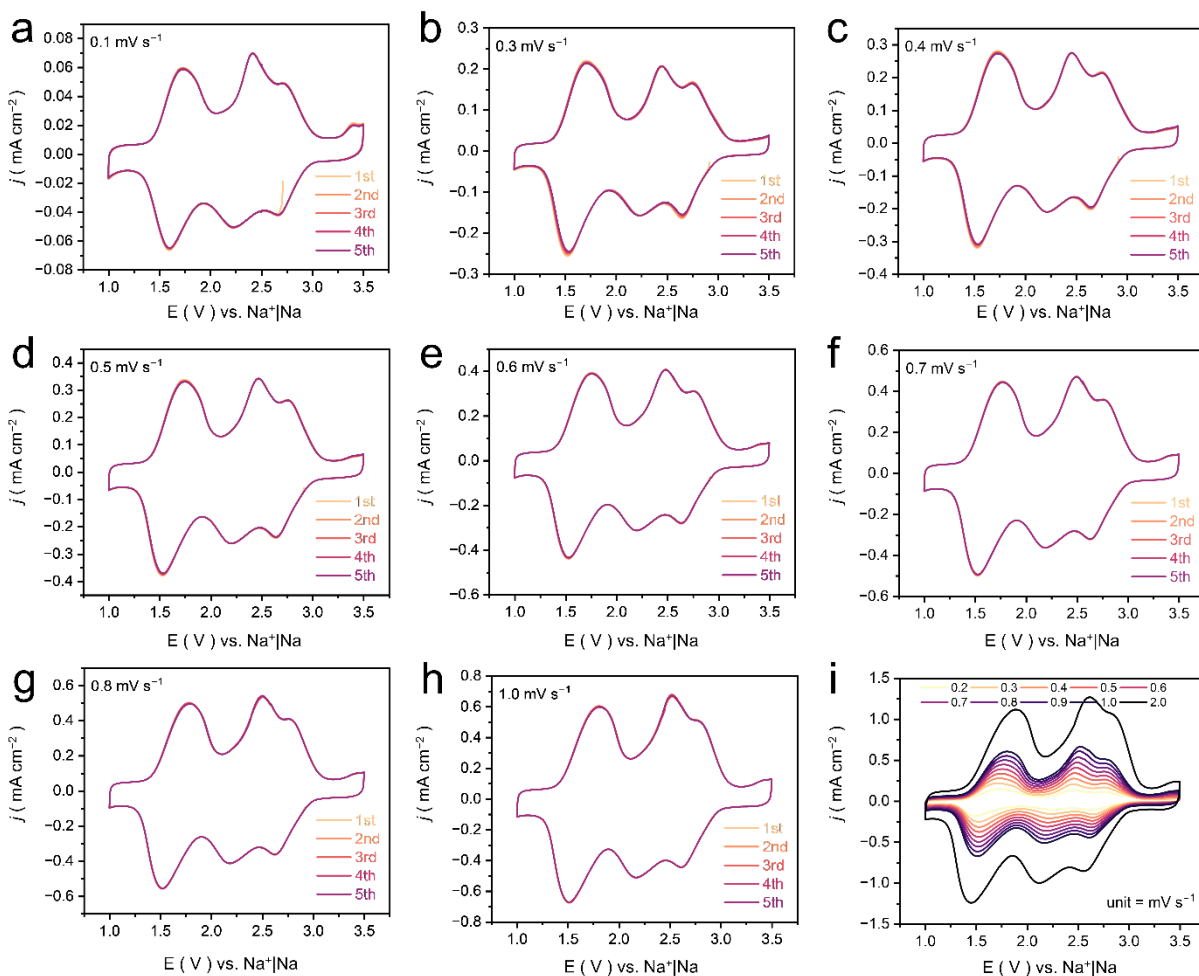 a
0.1 mV s⁻¹
j ( mA cm⁻²)
0.08
0.06
0.04
0.02
0.00
−0.02
−0.04
−0.06
−0.08
1st
2nd
3rd
4th
5th
1.0 1.5 2.0 2.5 3.0 3.5
E ( V ) vs. Na⁺|Na
b
0.3 mV s⁻¹
j ( mA cm⁻²)
0.3
0.2
0.1
0.0
−0.1
−0.2
−0.3
1st
2nd
3rd
4th
5th
1.0 1.5 2.0 2.5 3.0 3.5
E ( V ) vs. Na⁺|Na
c
0.4 mV s⁻¹
j ( mA cm⁻²)
0.3
0.2
0.1
0.0
−0.1
−0.2
−0.3
−0.4
1st
2nd
3rd
4th
5th
1.0 1.5 2.0 2.5 3.0 3.5
E ( V ) vs. Na⁺|Na
d
0.5 mV s⁻¹
j ( mA cm⁻²)
0.4
0.3
0.2
0.1
0.0
−0.1
−0.2
−0.3
−0.4
1st
2nd
3rd
4th
5th
1.0 1.5 2.0 2.5 3.0 3.5
E ( V ) vs. Na⁺|Na
e
0.6 mV s⁻¹
j ( mA cm⁻²)
0.4
0.2
0.0
−0.2
−0.4
−0.6
1st
2nd
3rd
4th
5th
1.0 1.5 2.0 2.5 3.0 3.5
E ( V ) vs. Na⁺|Na
f
0.7 mV s⁻¹
j ( mA cm⁻²)
0.6
0.4
0.2
0.0
−0.2
−0.4
−0.6
1st
2nd
3rd
4th
5th
1.0 1.5 2.0 2.5 3.0 3.5
E ( V ) vs. Na⁺|Na
g
0.8 mV s⁻¹
j ( mA cm⁻²)
0.6
0.4
0.2
0.0
−0.2
−0.4
−0.6
1st
2nd
3rd
4th
5th
1.0 1.5 2.0 2.5 3.0 3.5
E ( V ) vs. Na⁺|Na
h
1.0 mV s⁻¹
j ( mA cm⁻²)
0.8
0.6
0.4
0.2
0.0
−0.2
−0.4
−0.6
−0.8
1st
2nd
3rd
4th
5th
1.0 1.5 2.0 2.5 3.0 3.5
E ( V ) vs. Na⁺|Na
i
0.2 0.3 0.4 0.5 0.6
0.7 0.8 0.9 1.0 2.0
j ( mA cm⁻²)
1.5
1.0
0.5
0.0
−0.5
−1.0
−1.5
unit = mV s⁻¹
1.0 1.5 2.0 2.5 3.0 3.5
E ( V ) vs. Na⁺|Na